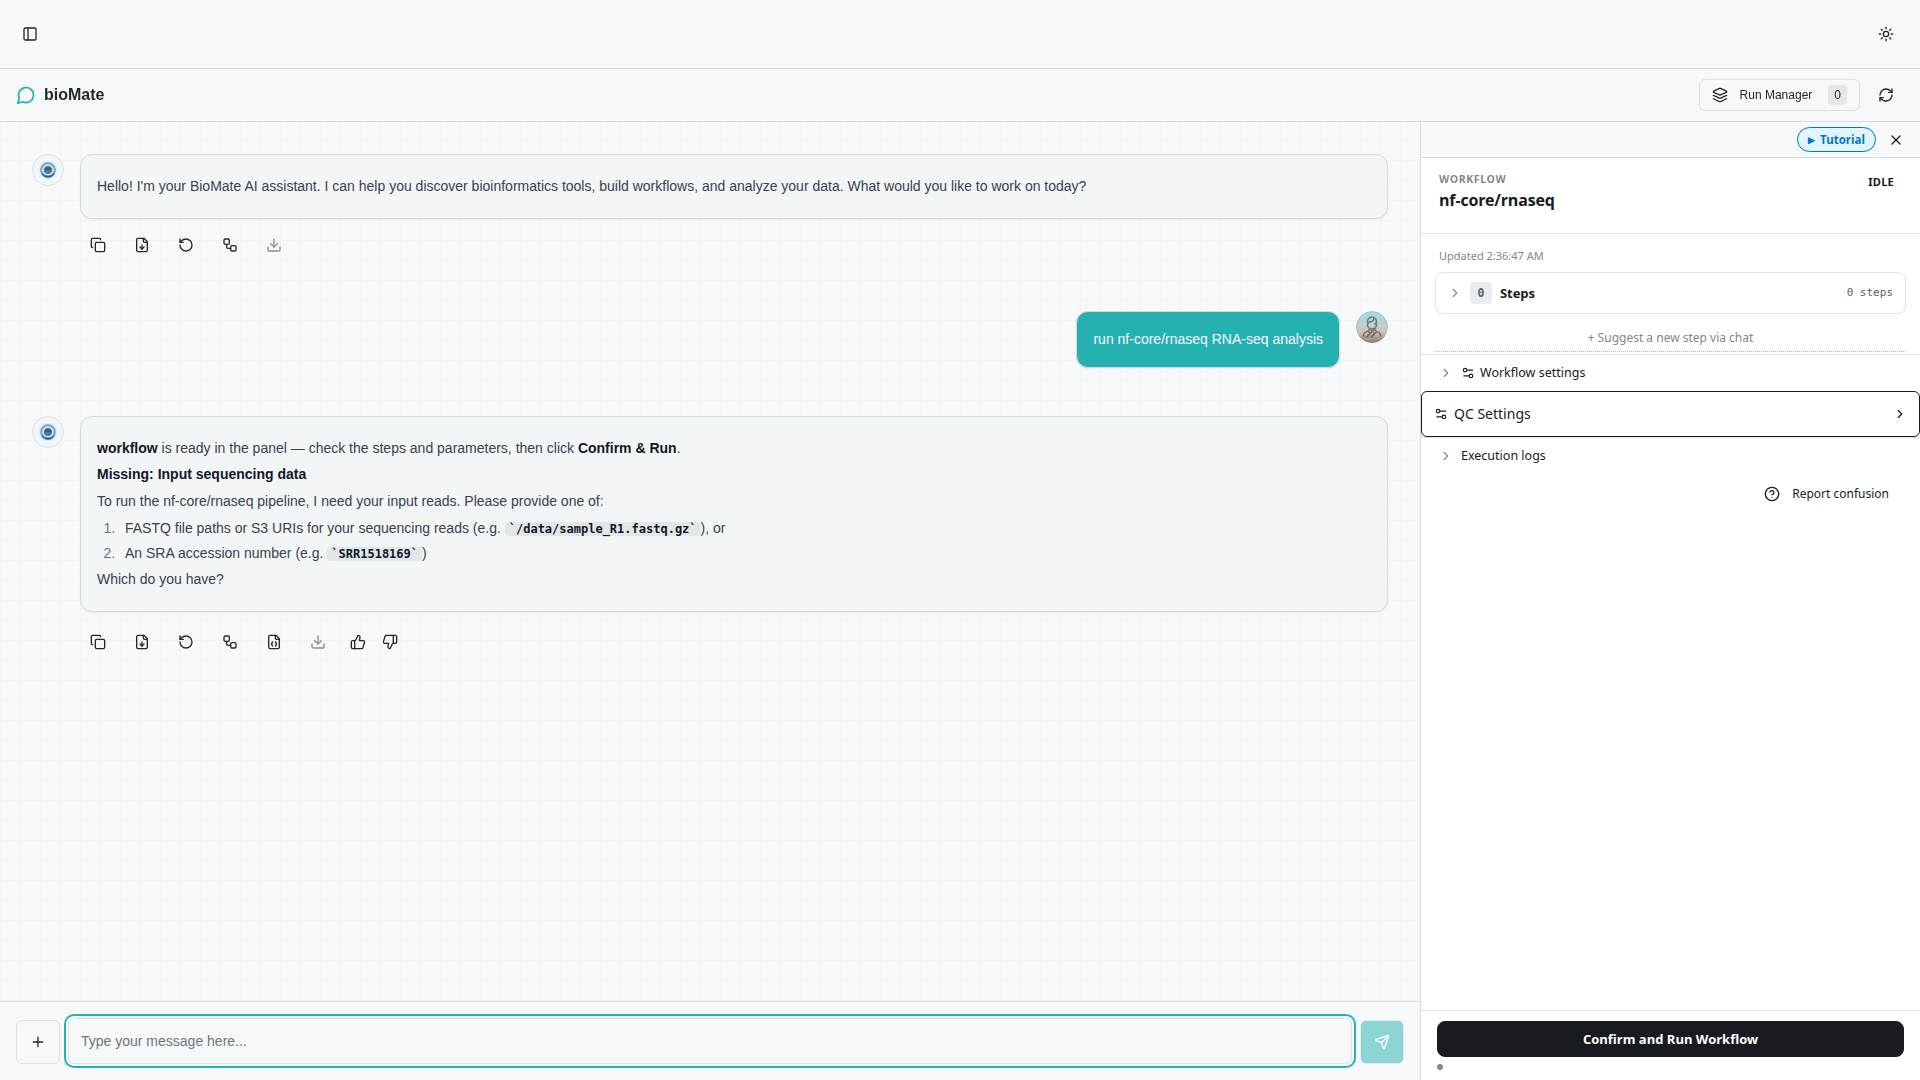 bioMate
Run Manager 0
Tutorial
Hello! I'm your BioMate AI assistant. I can help you discover bioinformatics tools, build workflows, and analyze your data. What would you like to work on today?
run nf-core/rnaseq RNA-seq analysis
workflow is ready in the panel — check the steps and parameters, then click Confirm & Run.
Missing: Input sequencing data
To run the nf-core/rnaseq pipeline, I need your input reads. Please provide one of:
1. FASTQ file paths or S3 URIs for your sequencing reads (e.g. `/data/sample_R1.fastq.gz`), or
2. An SRA accession number (e.g. `SRR1518169`)
Which do you have?
Type your message here...
WORKFLOW
IDLE
nf-core/rnaseq
Updated 2:36:47 AM
0 Steps 0 steps
+ Suggest a new step via chat
Workflow settings
QC Settings
Execution logs
Report confusion
Confirm and Run Workflow